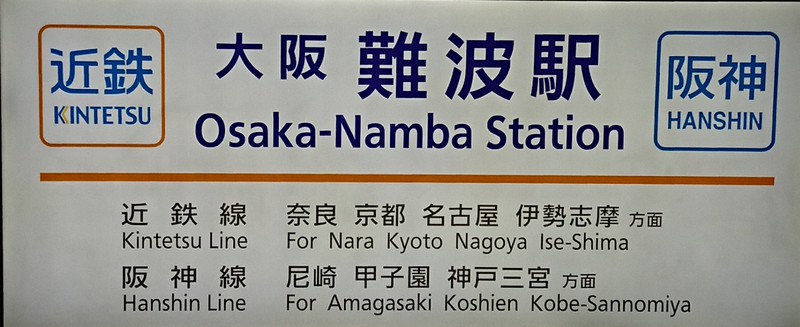 近鉄
KINTETSU
大阪 難波駅
Osaka-Namba Station
阪神
HANSHIN
近鉄線 奈良 京都 名古屋 伊勢志摩 方面
Kintetsu Line For Nara Kyoto Nagoya Ise-Shima
阪神線 尼崎 甲子園 神戸三宮 方面
Hanshin Line For Amagasaki Koshien Kobe-Sannomiya